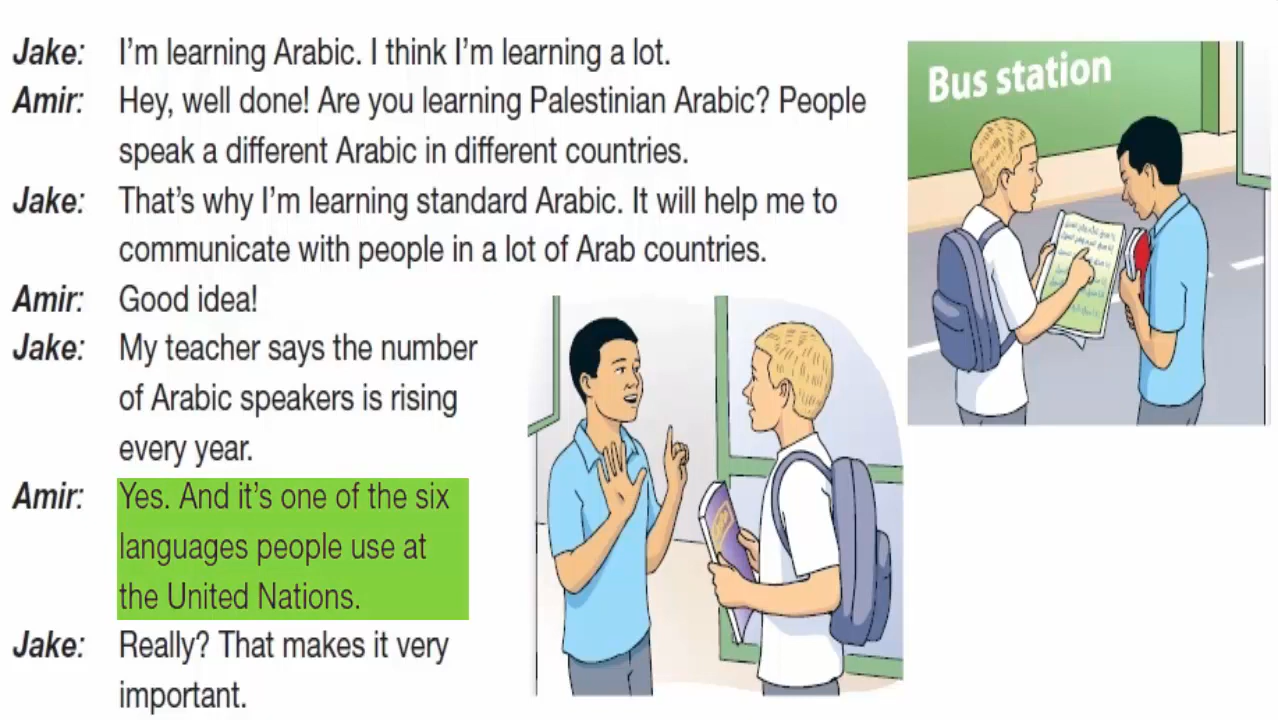 Jake: I'm learning Arabic. I think I'm learning a lot.
Amir: Hey, well done! Are you learning Palestinian Arabic? People
speak a different Arabic in different countries.
Jake: That's why I'm learning standard Arabic. It will help me to
communicate with people in a lot of Arab countries.
Amir: Good idea!
Jake: My teacher says the number
of Arabic speakers is rising
every year.
Amir: Yes. And it's one of the six
languages people use at
the United Nations.
Jake: Really? That makes it very
important.
Bus station